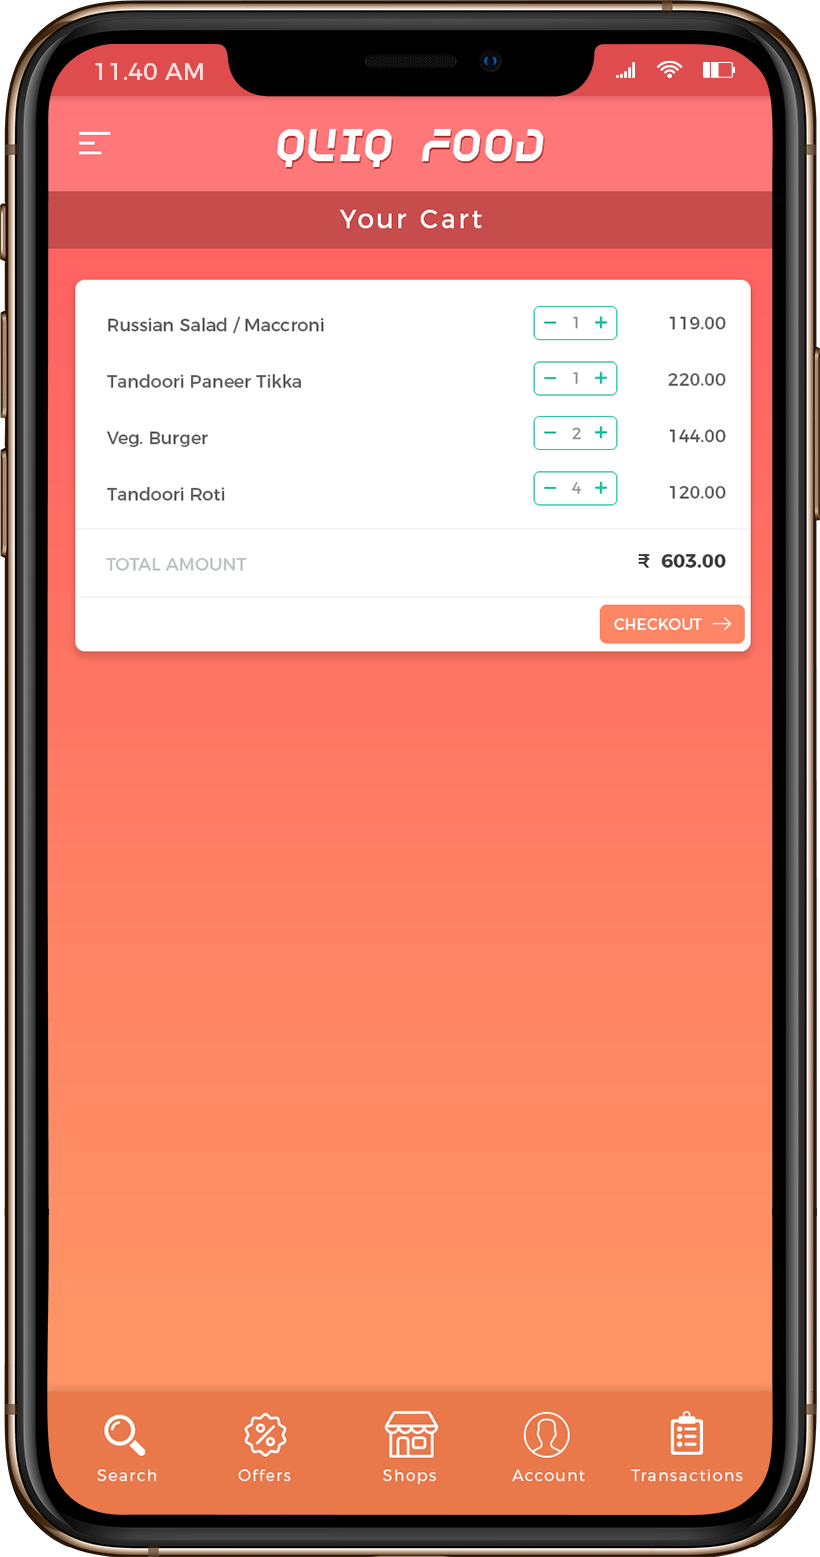 11.40 AM
QUIQ FOOD
Your Cart
Russian Salad / Maccroni − 1 + 119.00
Tandoori Paneer Tikka − 1 + 220.00
Veg. Burger − 2 + 144.00
Tandoori Roti − 4 + 120.00
TOTAL AMOUNT ₹ 603.00
CHECKOUT →
Search Offers Shops Account Transactions